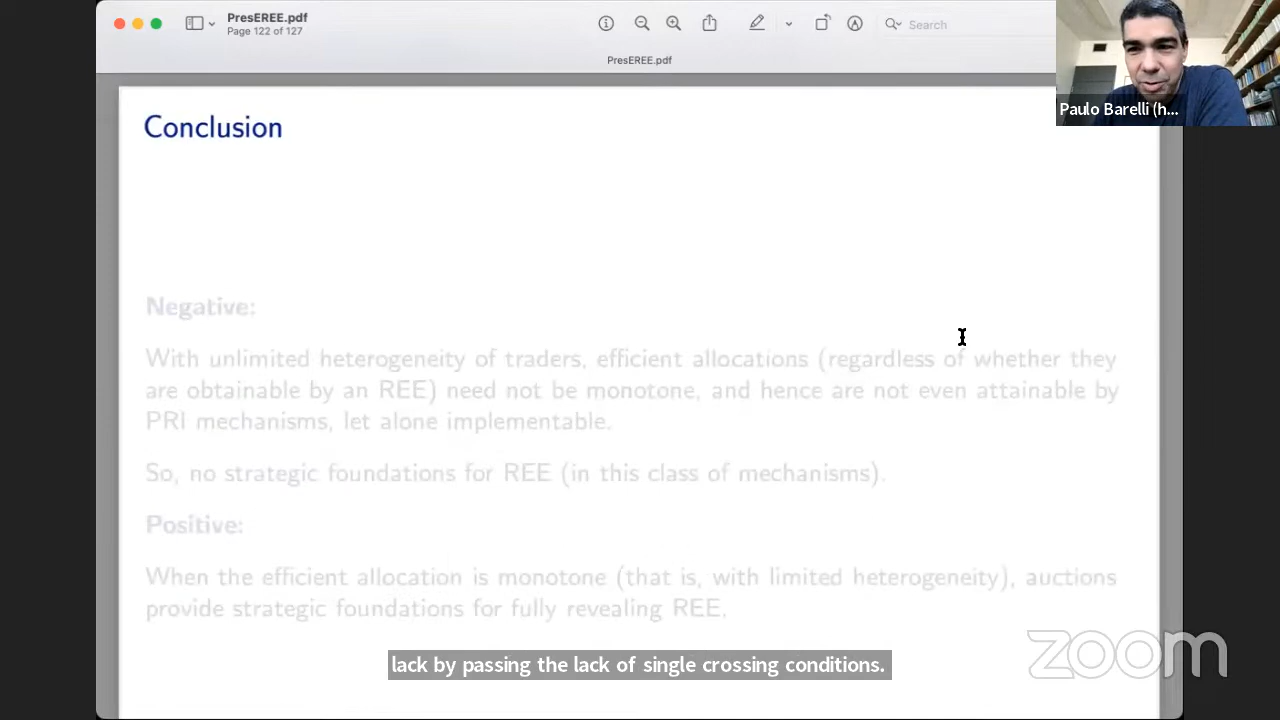 PresEREE.pdf
Page 122 of 127
Search
PresEREE.pdf
Paulo Barelli (h...
Conclusion
Negative:
With unlimited heterogeneity of traders, efficient allocations (regardless of whether they
are obtainable by an REE) need not be monotone, and hence are not even attainable by
PRI mechanisms, let alone implementable.
So, no strategic foundations for REE (in this class of mechanisms).
Positive:
When the efficient allocation is monotone (that is, with limited heterogeneity), auctions
provide strategic foundations for fully revealing REE.
lack by passing the lack of single crossing conditions.
zoom